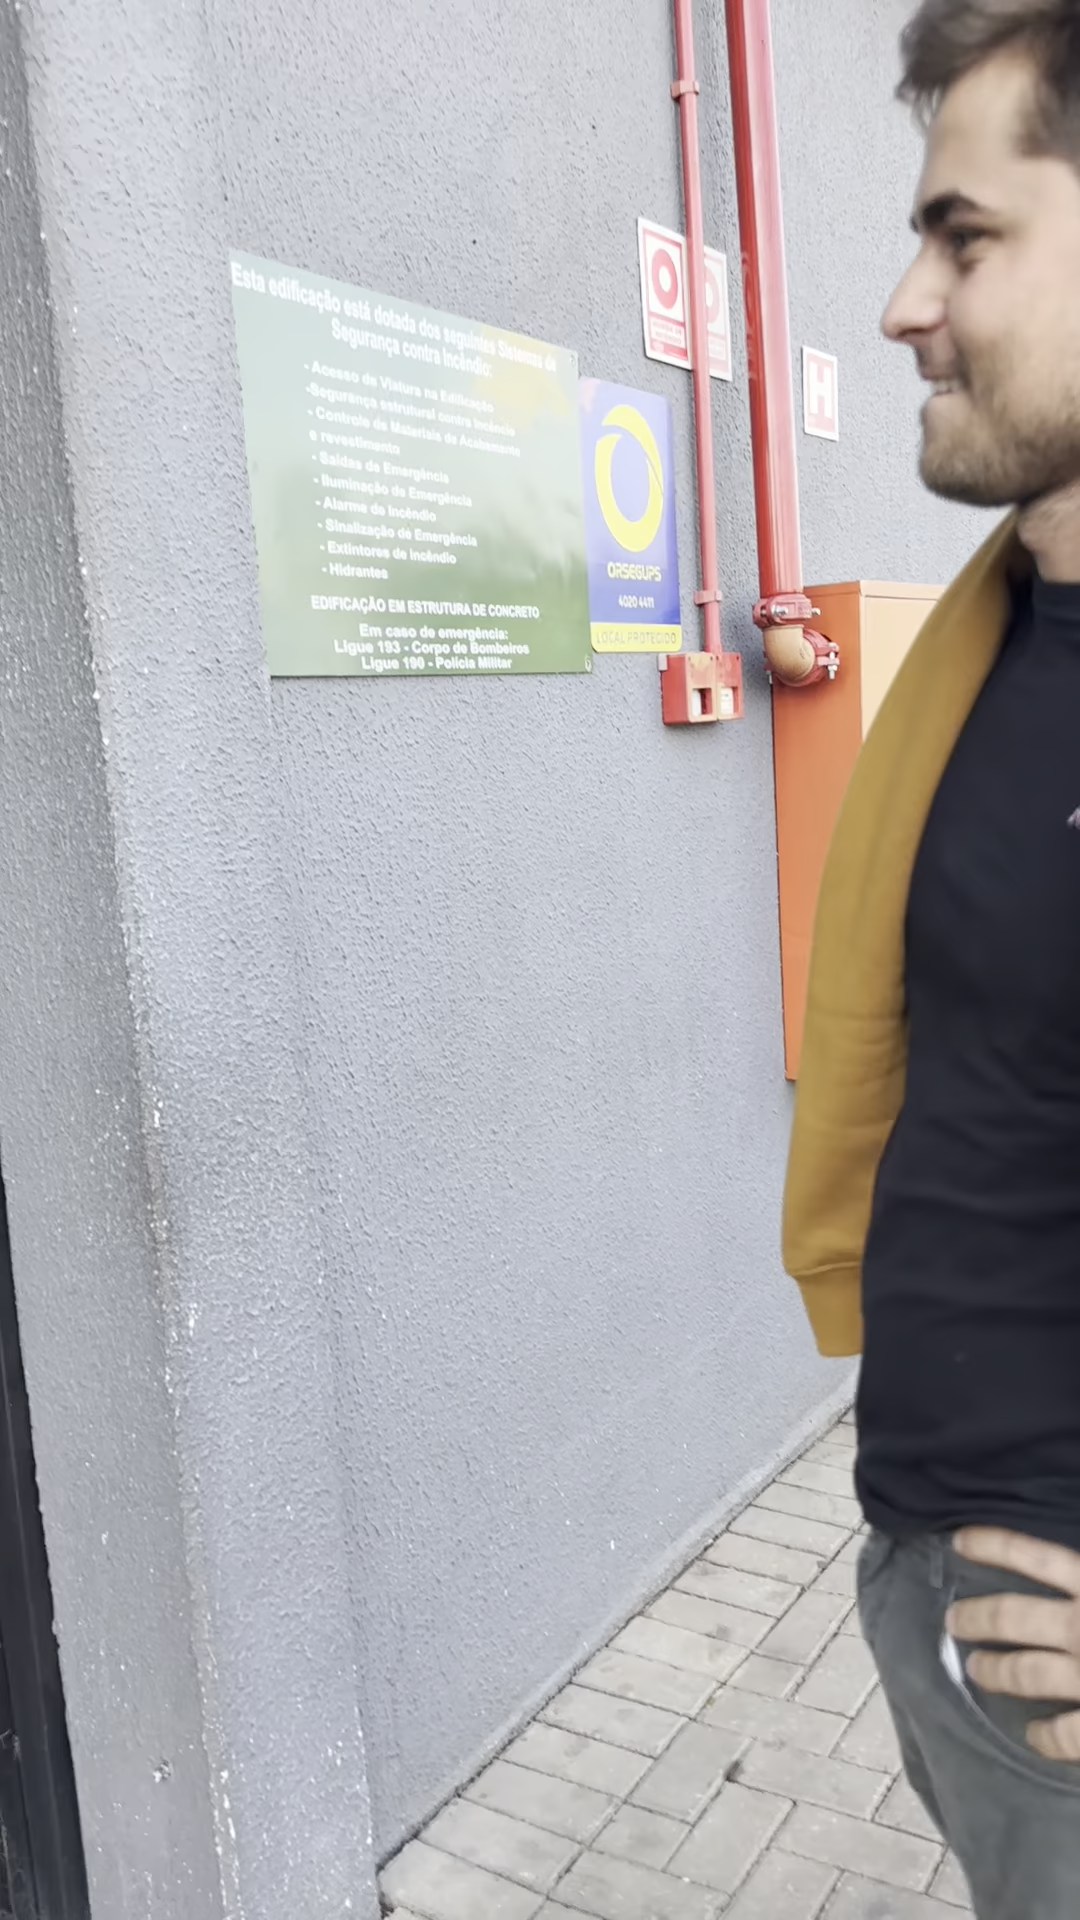 Esta edificação está dotada dos seguintes Sistemas de
Segurança contra Incêndio:
- Acesso de Viatura na Edificação
-Segurança estrutural contra Incêndio
- Controle de Materiais de Acabamento
e revestimento
- Saídas de Emergência
- Iluminação de Emergência
- Alarme de Incêndio
- Sinalização de Emergência
- Extintores de Incêndio
- Hidrantes
EDIFICAÇÃO EM ESTRUTURA DE CONCRETO
Em caso de emergência:
Ligue 193 - Corpo de Bombeiros
Ligue 190 - Polícia Militar
ORSEGUPS
4020 4411
LOCAL PROTEGIDO
H